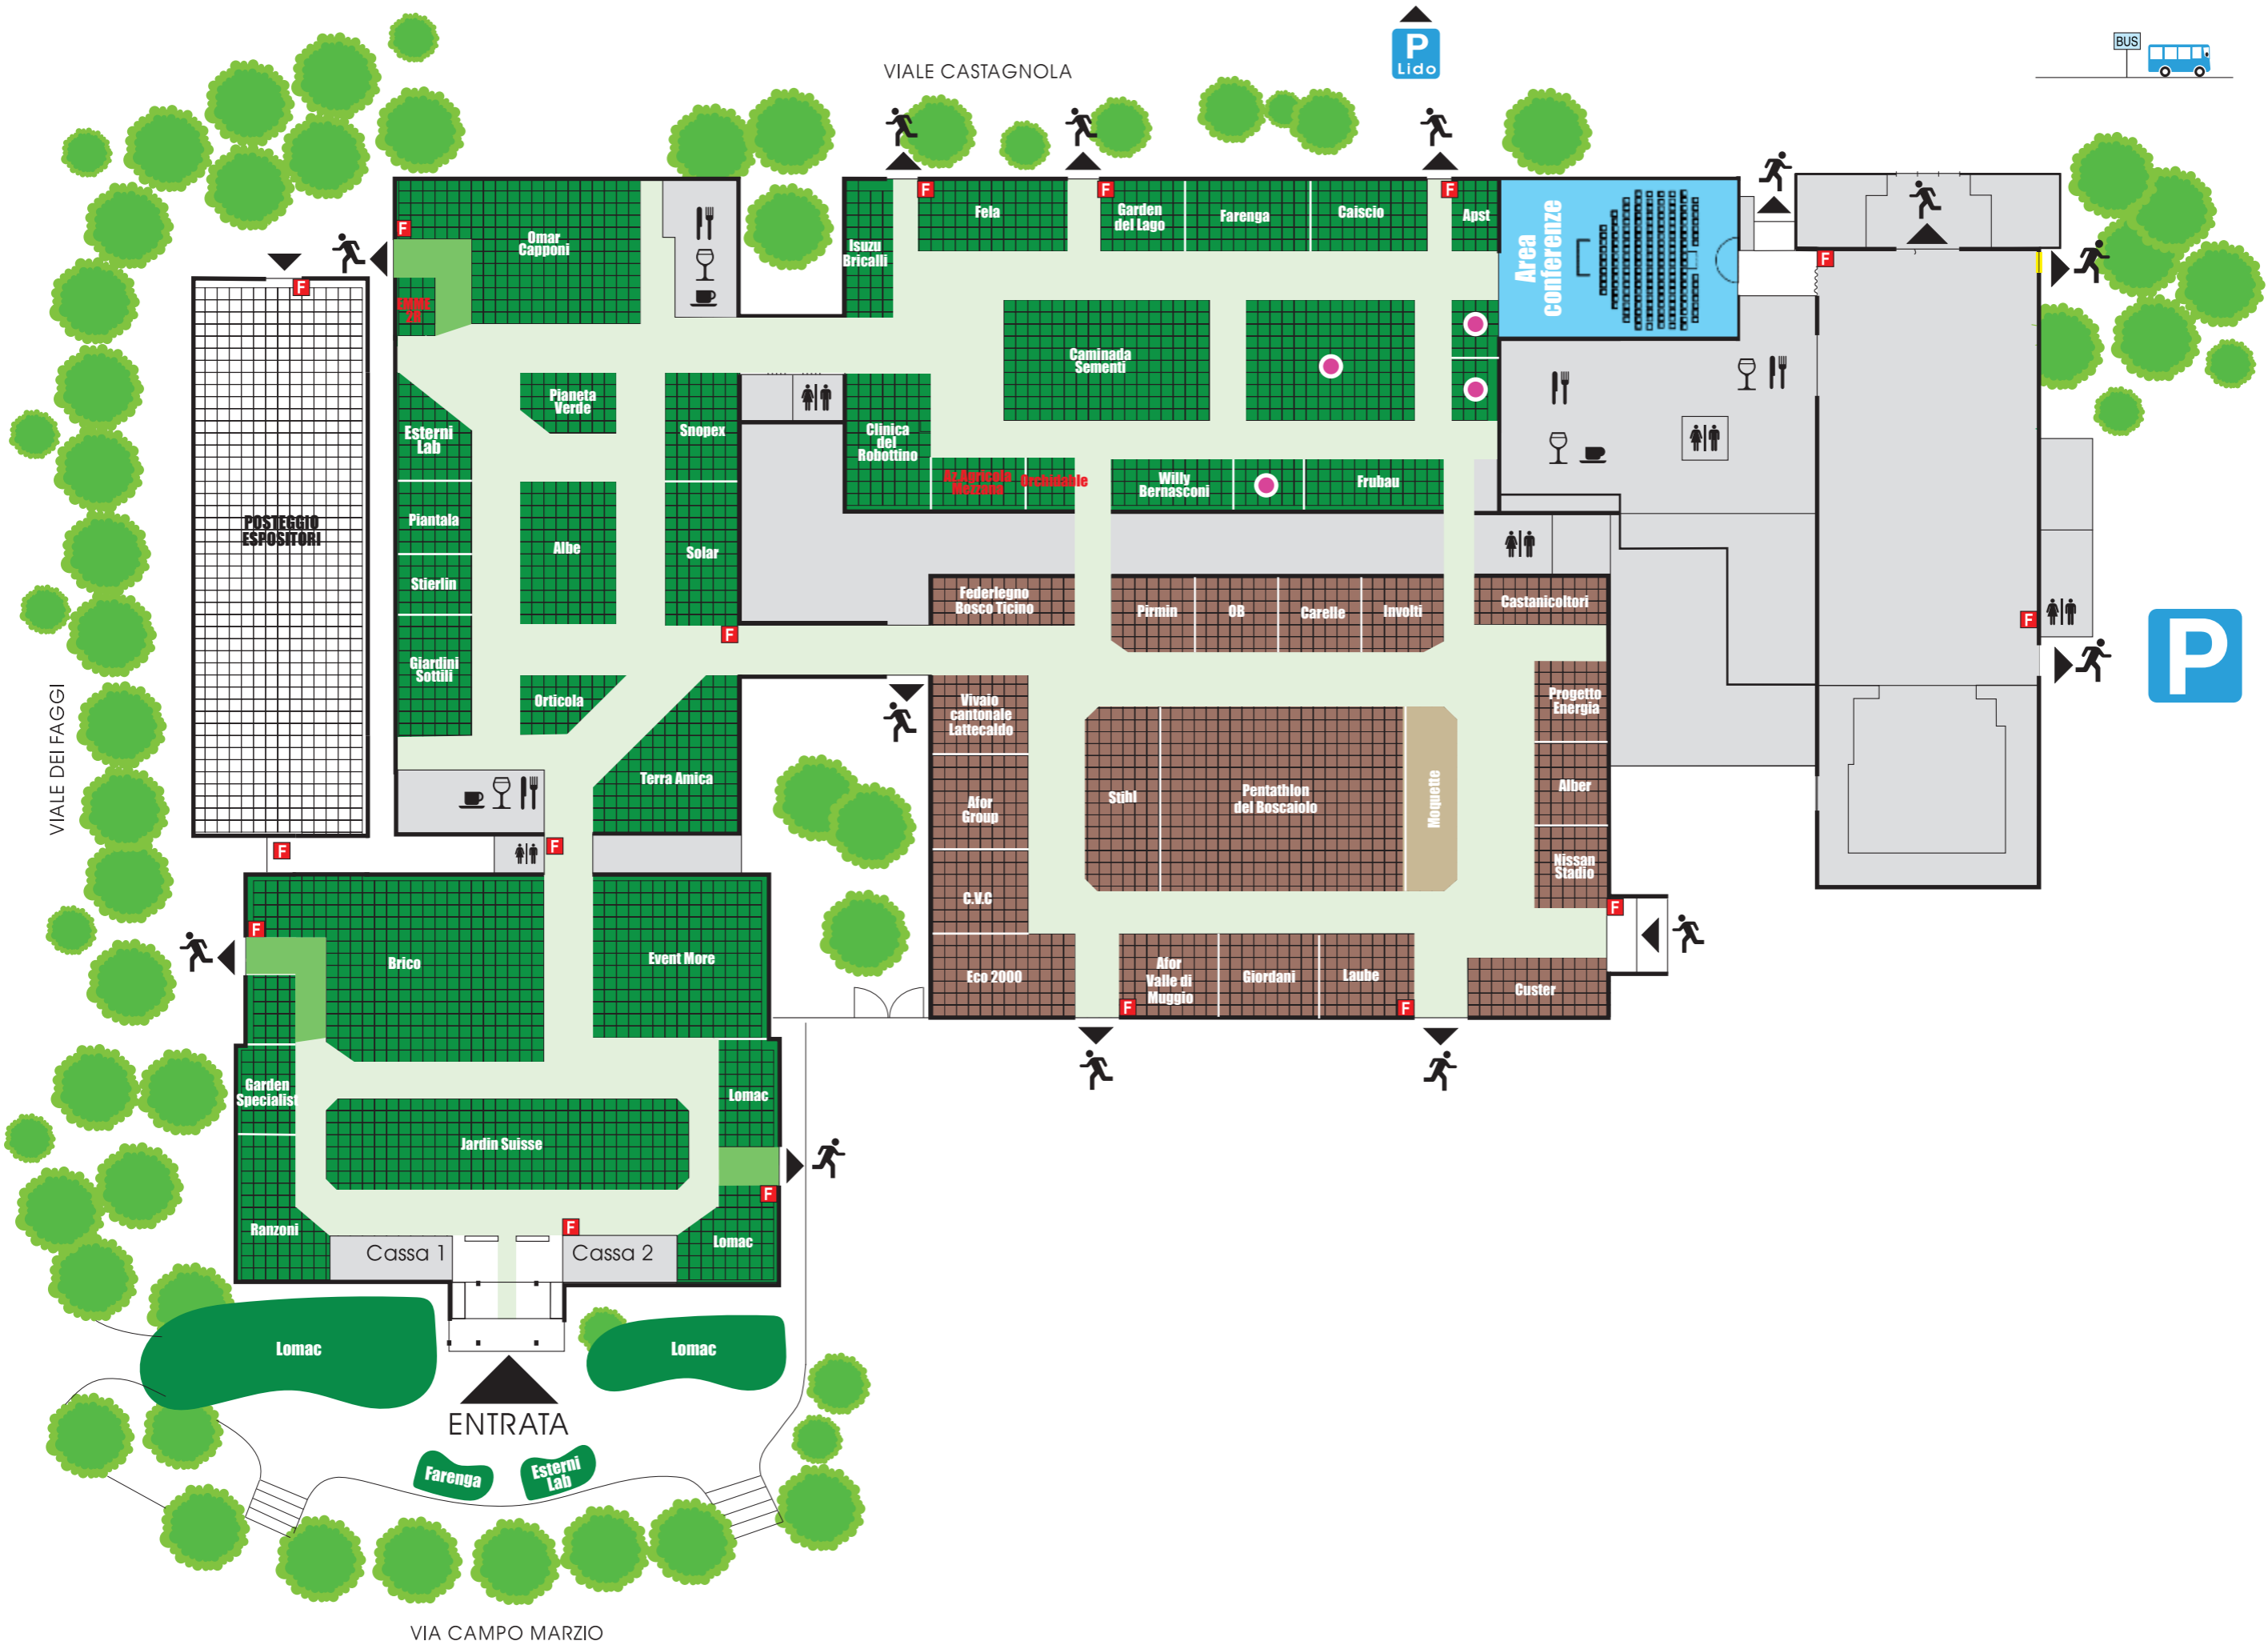 VIALE CASTAGNOLA
P
Lido
BUS
F
Omar
Capponi
F
Isuzu
Bricalli
F
Fela
F
Garden
del Lago
Farenga
Caiscio
F
Apst
Area
conferenze
F
F
Pianeta
Verde
Snopex
Esterni
Lab
Caminada
Sementi
Clinica
del
Robottino
Az.Agricola
Orchidable
Willy
Bernasconi
Frubau
POSTEGGIO
ESPOSITORI
Piantala
Albe
Solar
Stierlin
Giardini
Sottili
F
Federlegno
Bosco Ticino
Pirmin
OB
Carelle
Involti
Castanicoltori
F
P
Orticola
Terra Amica
Vivaio
cantonale
Lattecaldo
Progetto
Energia
Stihl
Pentathlon
del Boscaiolo
Moquette
Alber
Afor
Group
Nissan
Stadio
VIALE DEI FAGGI
F
F
C.V.C
F
F
Brico
Event More
Eco 2000
Afor
Valle di
Muggio
Giordani
Laube
Custer
F
F
Garden
Specialist
Lomac
Jardin Suisse
F
Ranzoni
F
Cassa 1
Cassa 2
Lomac
Lomac
Lomac
ENTRATA
Farenga
Esterni
Lab
VIA CAMPO MARZIO